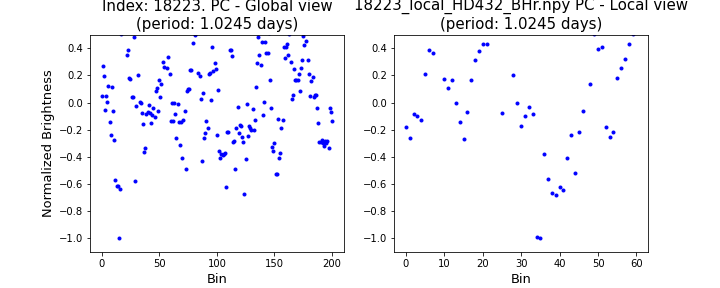 Index: 18223. PC - Global view
(period: 1.0245 days)
18223_local_HD432_BHr.npy PC - Local view
(period: 1.0245 days)
Normalized Brightness
0.4
0.2
0.0
−0.2
−0.4
−0.6
−0.8
−1.0
0 50 100 150 200
Bin
0.4
0.2
0.0
−0.2
−0.4
−0.6
−0.8
−1.0
0 10 20 30 40 50 60
Bin